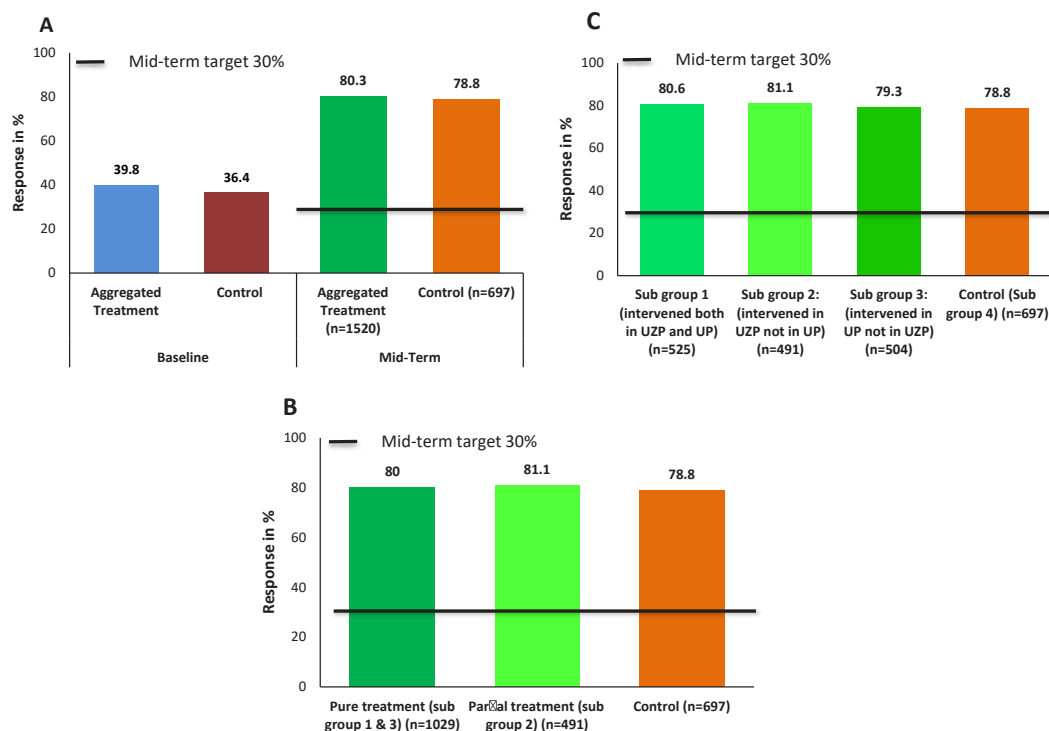 A
Mid-term target 30%
Response in %
100
80
60
40
20
0
39.8
36.4
80.3
78.8
Aggregated
Treatment
Control
Aggregated
Treatment
(n=1520)
Control (n=697)
Baseline
Mid-Term
C
Mid-term target 30%
Response in %
100
80
60
40
20
0
80.6
81.1
79.3
78.8
Sub group 1
(intervened both
in UZP and UP)
(n=525)
Sub group 2:
(intervened in
UZP not in UP)
(n=491)
Sub group 3:
(intervened in
UP not in UZP)
(n=504)
Control (Sub
group 4) (n=697)
B
Mid-term target 30%
Response in %
100
80
60
40
20
0
80
81.1
78.8
Pure treatment (sub
group 1 & 3) (n=1029)
Par☒al treatment (sub
group 2) (n=491)
Control (n=697)